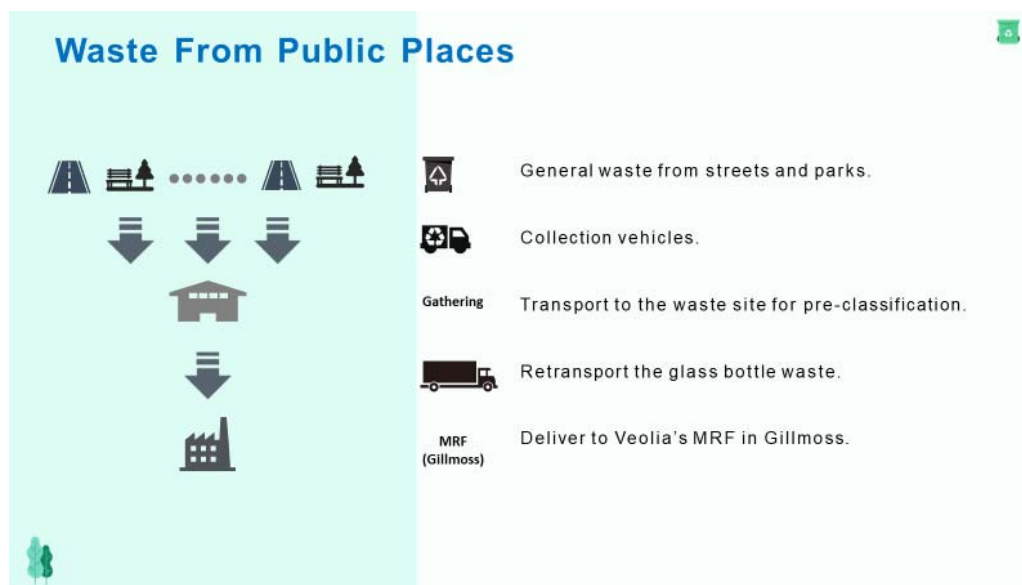 Waste From Public Places
General waste from streets and parks.
Collection vehicles.
Gathering
Transport to the waste site for pre-classification.
Retransport the glass bottle waste.
MRF
(Gillmoss)
Deliver to Veolia’s MRF in Gillmoss.